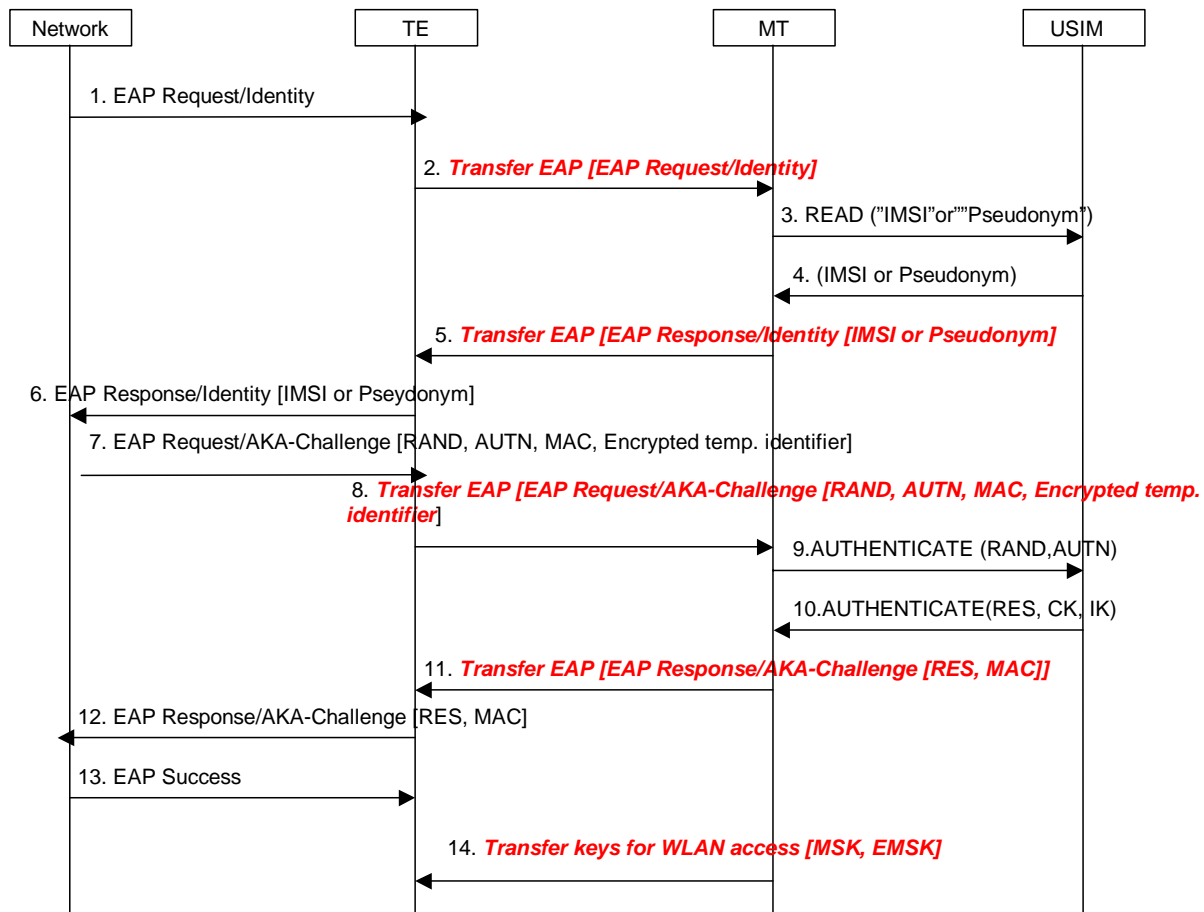 Network
TE
MT
USIM
1. EAP Request/Identity
2. Transfer EAP [EAP Request/Identity]
3. READ (”IMSI”or””Pseudonym”)
4. (IMSI or Pseudonym)
5. Transfer EAP [EAP Response/Identity [IMSI or Pseudonym]
6. EAP Response/Identity [IMSI or Pseydonym]
7. EAP Request/AKA-Challenge [RAND, AUTN, MAC, Encrypted temp. identifier]
8. Transfer EAP [EAP Request/AKA-Challenge [RAND, AUTN, MAC, Encrypted temp.
identifier]
9.AUTHENTICATE (RAND,AUTN)
10.AUTHENTICATE(RES, CK, IK)
11. Transfer EAP [EAP Response/AKA-Challenge [RES, MAC]]
12. EAP Response/AKA-Challenge [RES, MAC]
13. EAP Success
14. Transfer keys for WLAN access [MSK, EMSK]